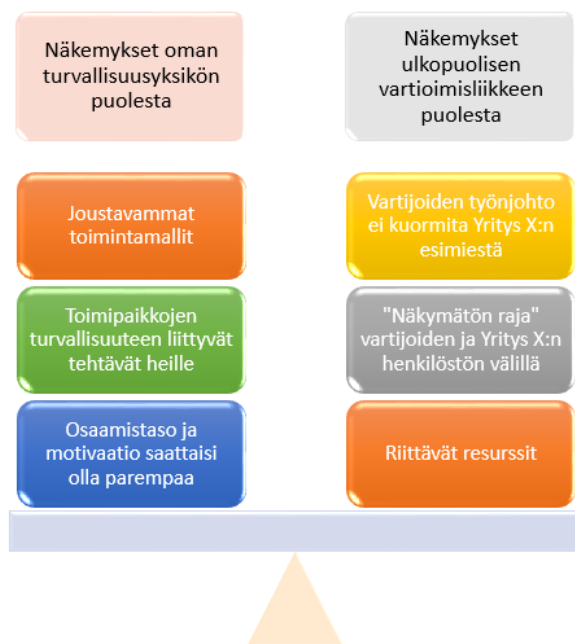 Näkemykset oman
turvallisuusyksikön
puolesta
Näkemykset
ulkopuolisen
vartioimisliikkeen
puolesta
Joustavammat
toimintamallit
Vartijoiden työnjohto
ei kuormita Yritys X:n
esimiestä
Toimipaikkojen
turvallisuuteen liittyvät
tehtävät heille
"Näkymätön raja"
vartijoiden ja Yritys X:n
henkilöstön välillä
Osaamistaso ja
motivaatio saattaisi
olla parempaa
Riittävät resurssit